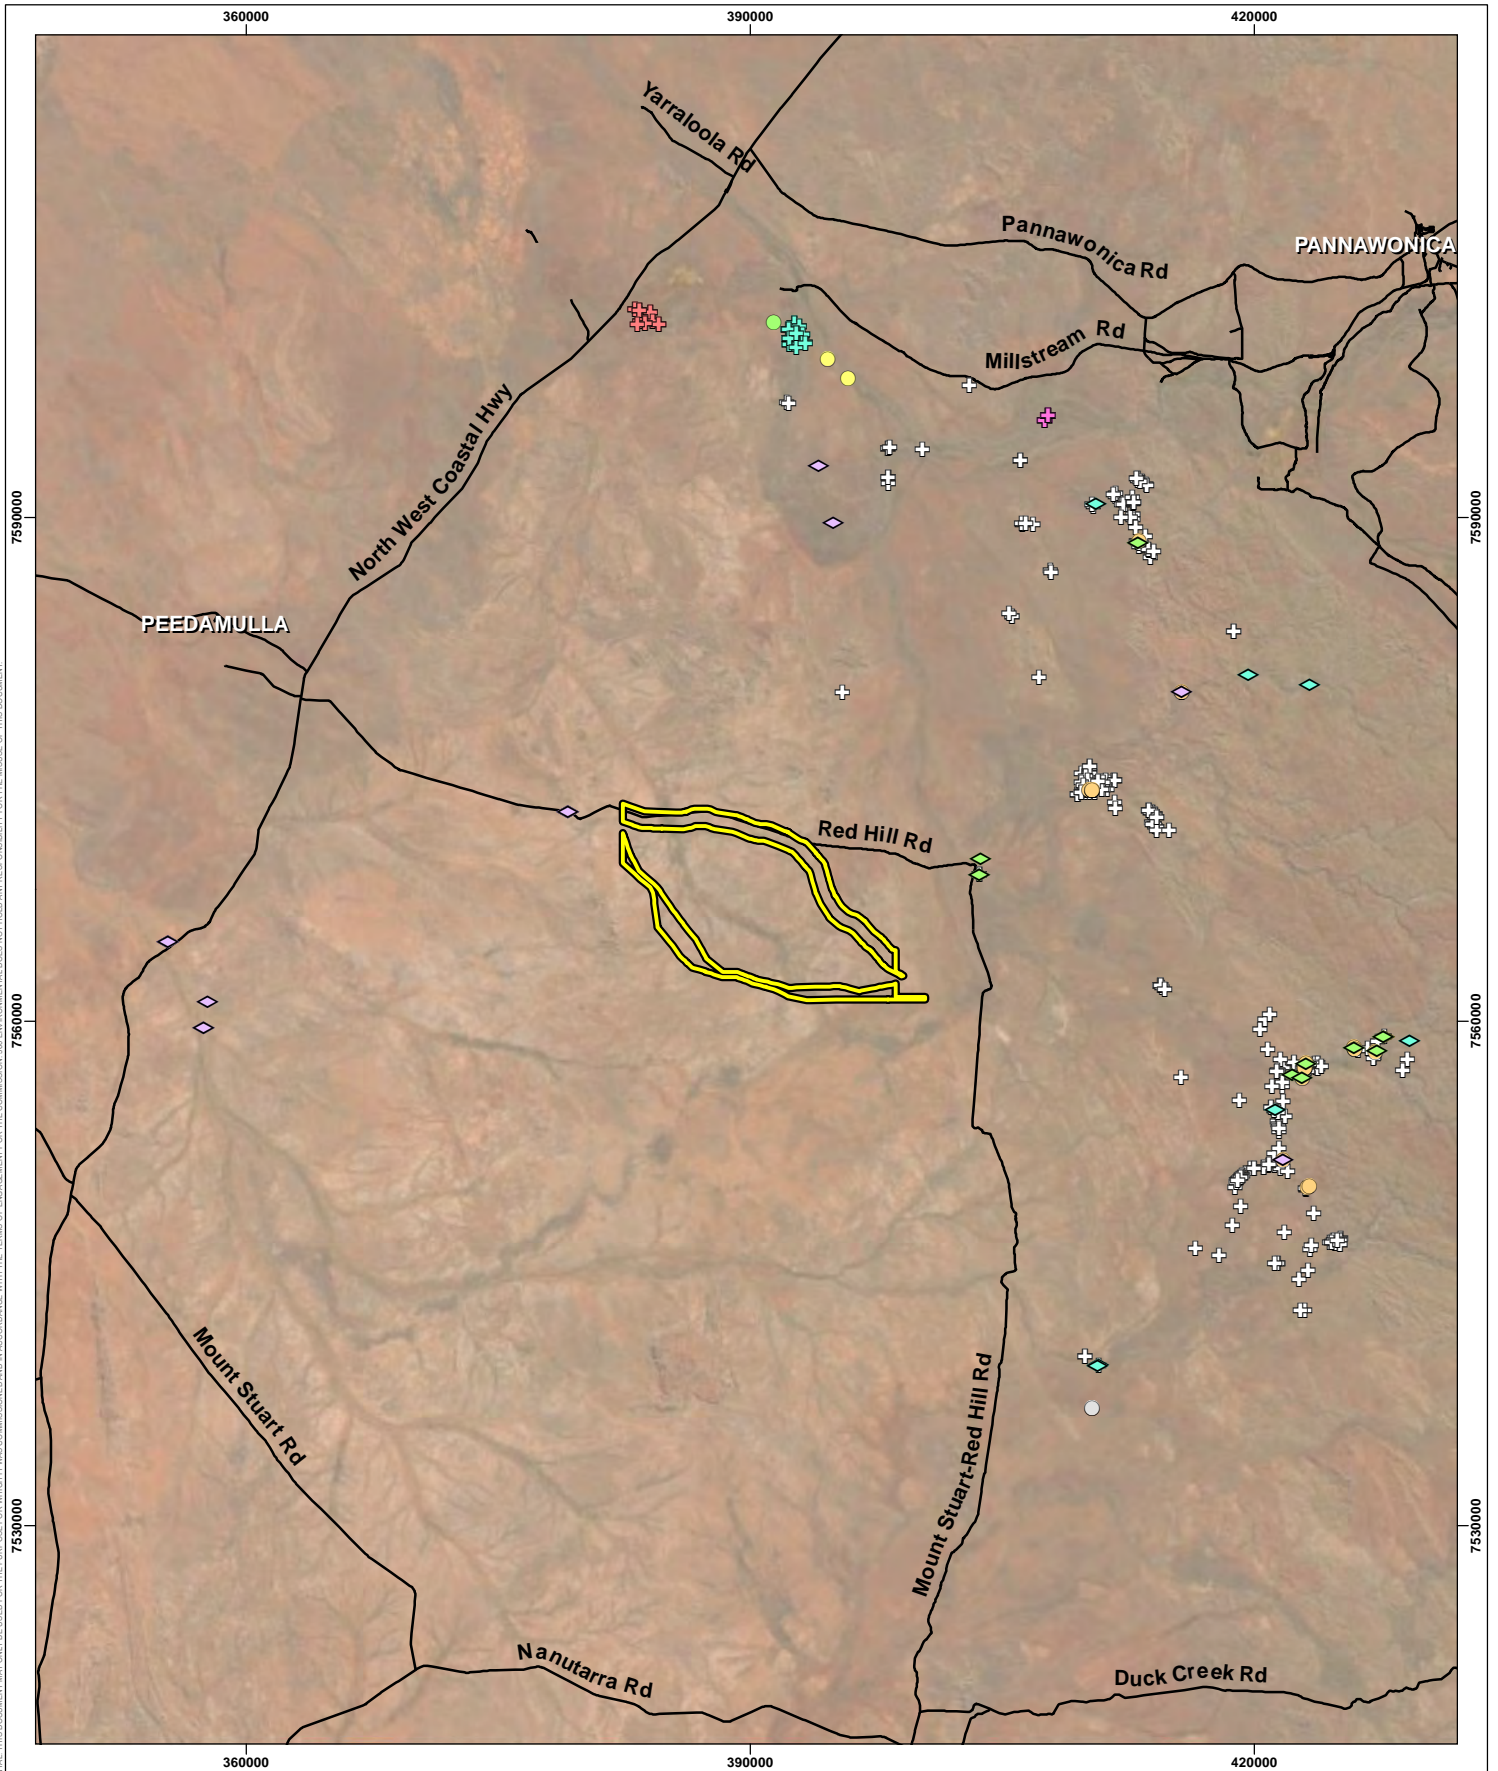 360000
390000
420000
Yarraloola Rd
Pannawonica Rd
PANNAWONICA
Millstream Rd
North West Coastal Hwy
7590000
7590000
PEEDAMULLA
Red Hill Rd
7560000
7560000
Mount Stuart Rd
Mount Stuart-Red Hill Rd
7530000
7530000
Nanutarra Rd
Duck Creek Rd
360000
390000
420000